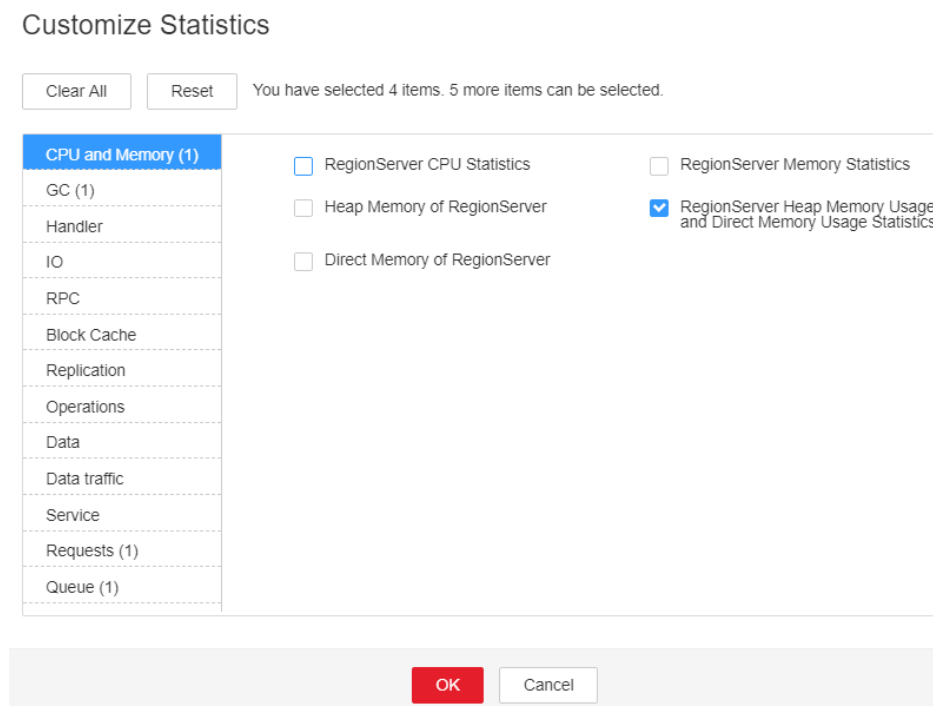 Customize Statistics
Clear All
Reset
You have selected 4 items. 5 more items can be selected.
CPU and Memory (1)
GC (1)
Handler
IO
RPC
Block Cache
Replication
Operations
Data
Data traffic
Service
Requests (1)
Queue (1)
RegionServer CPU Statistics
RegionServer Memory Statistics
Heap Memory of RegionServer
RegionServer Heap Memory Usage
and Direct Memory Usage Statistics
Direct Memory of RegionServer
OK
Cancel